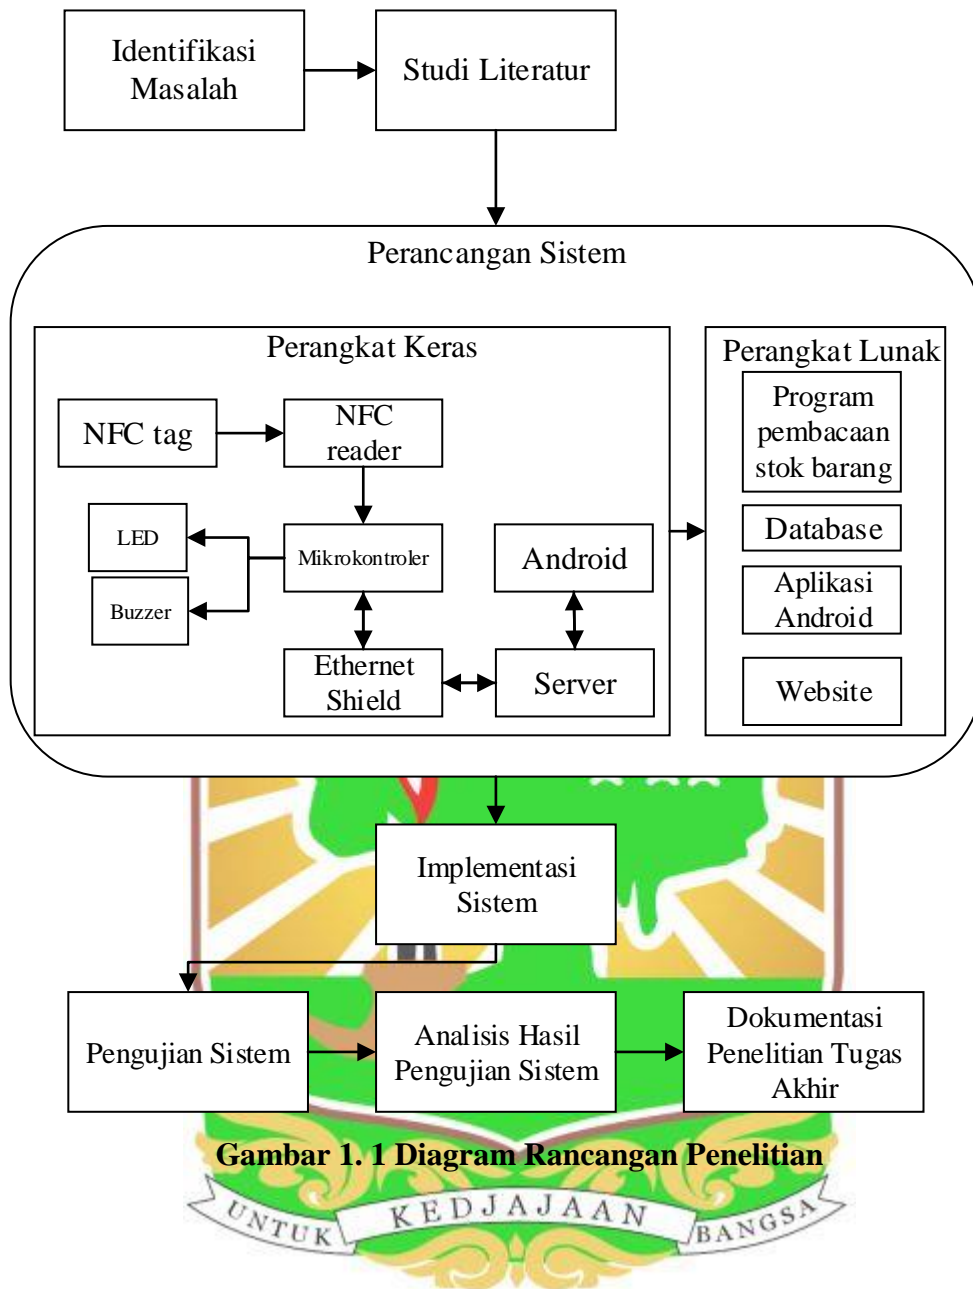 Identifikasi
Masalah
Studi Literatur
Perancangan Sistem
Perangkat Keras
NFC tag
NFC
reader
LED
Buzzer
Mikrokontroler
Android
Ethernet
Shield
Server
Perangkat Lunak
Program
pembacaan
stok barang
Database
Aplikasi
Android
Website
Implementasi
Sistem
Pengujian Sistem
Analisis Hasil
Pengujian Sistem
Dokumentasi
Penelitian Tugas
Akhir
Gambar 1. 1 Diagram Rancangan Penelitian
UNTUK KEDJAJAAN BANGSA